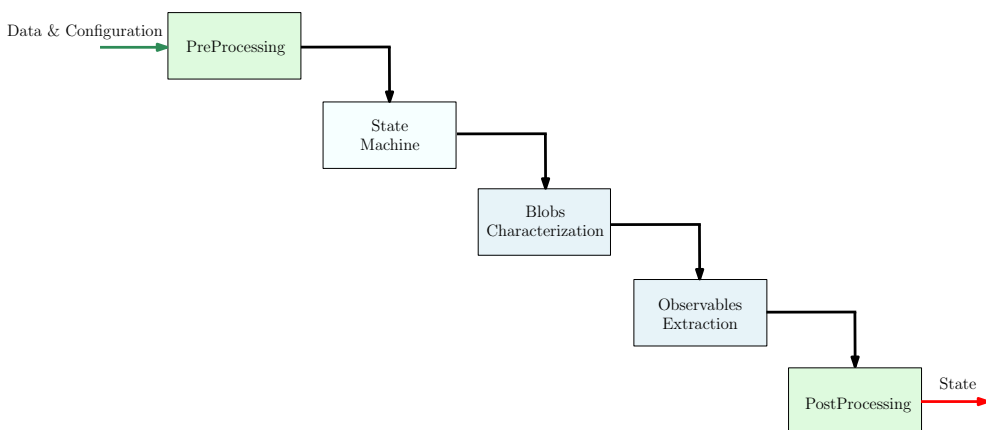 Data & Configuration
PreProcessing
State
Machine
Blobs
Characterization
Observables
Extraction
State
PostProcessing